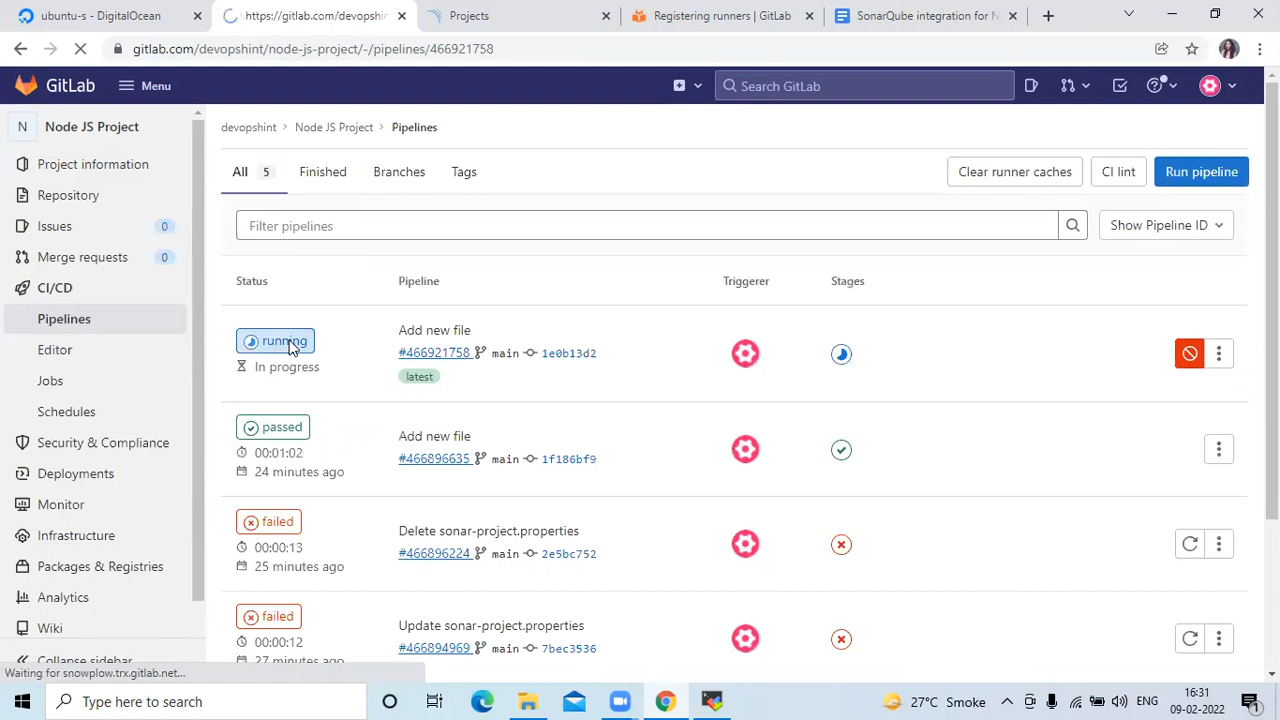 ubuntu-s - DigitalOcean
https://gitlab.com/devopshint
Projects
Registering runners | GitLab
SonarQube integration for N
gitlab.com/devopshint/node-js-project/-/pipelines/466921758
GitLab
Menu
Search GitLab
N Node JS Project
devopshint
Node JS Project
Pipelines
Project information
Repository
Issues 0
Merge requests 0
CI/CD
Pipelines
Editor
Jobs
Schedules
Security & Compliance
Deployments
Monitor
Infrastructure
Packages & Registries
Analytics
Wiki
Collapse sidebar
All 5
Finished
Branches
Tags
Clear runner caches
CI lint
Run pipeline
Filter pipelines
Show Pipeline ID
Status
Pipeline
Triggerer
Stages
running
In progress
Add new file
#466921758 main 1e0b13d2
latest
passed
00:01:02
24 minutes ago
Add new file
#466896635 main 1f186bf9
failed
00:00:13
25 minutes ago
Delete sonar-project.properties
#466896224 main 2e5bc752
failed
00:00:12
27 minutes ago
Update sonar-project.properties
#466894969 main 7bec3536
Waiting for snowplow.trx.gitlab.net...
Type here to search
27°C Smoke
ENG
16:31
09-02-2022
1